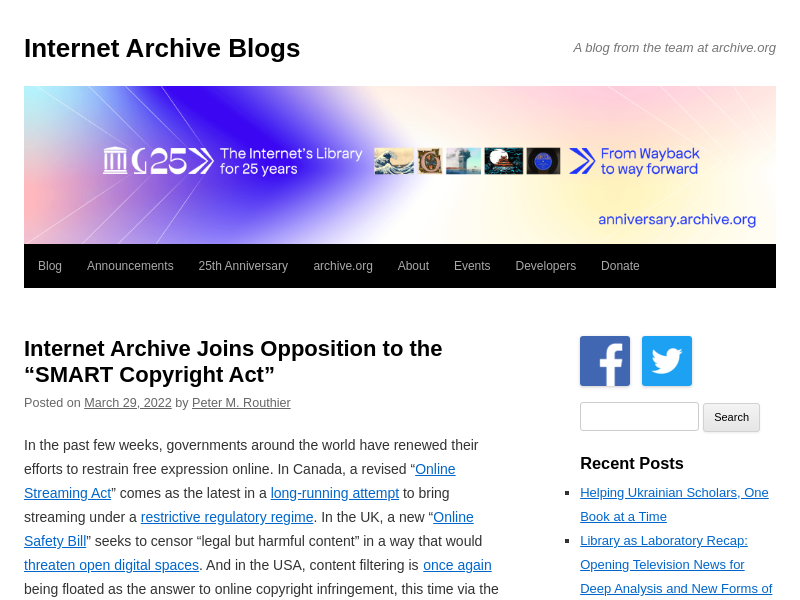 Internet Archive Blogs
A blog from the team at archive.org
25
The Internet's Library
for 25 years
From Wayback
to way forward
anniversary.archive.org
Blog Announcements 25th Anniversary archive.org About Events Developers Donate
Internet Archive Joins Opposition to the
“SMART Copyright Act”
Posted on March 29, 2022 by Peter M. Routhier
In the past few weeks, governments around the world have renewed their
efforts to restrain free expression online. In Canada, a revised “Online
Streaming Act” comes as the latest in a long-running attempt to bring
streaming under a restrictive regulatory regime. In the UK, a new “Online
Safety Bill” seeks to censor “legal but harmful content” in a way that would
threaten open digital spaces. And in the USA, content filtering is once again
being floated as the answer to online copyright infringement, this time via the
Search
Recent Posts
Helping Ukrainian Scholars, One
Book at a Time
Library as Laboratory Recap:
Opening Television News for
Deep Analysis and New Forms of